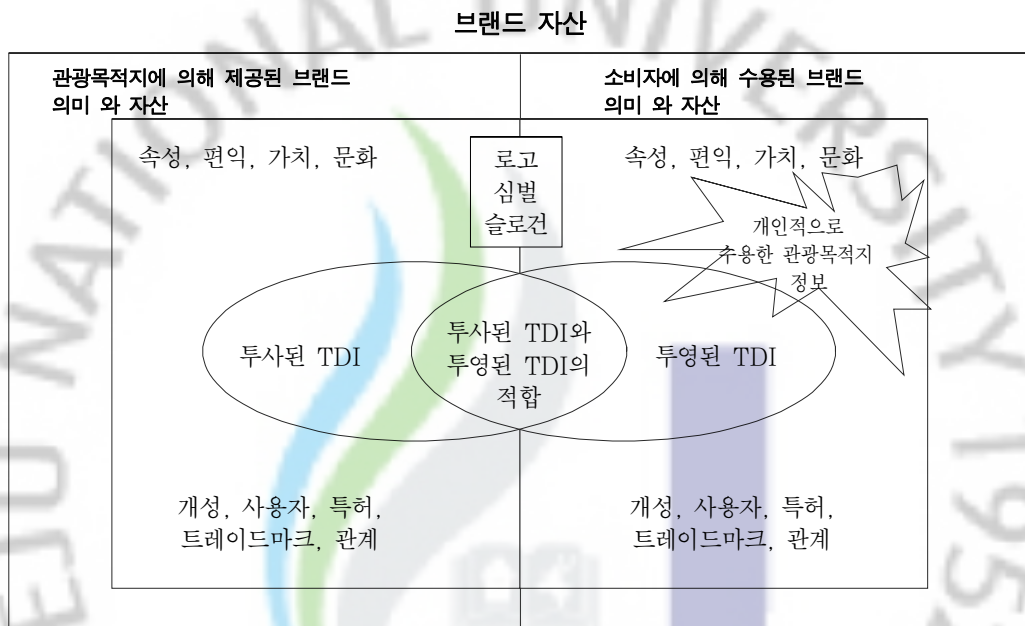 브랜드 자산
관광목적지에 의해 제공된 브랜드
의미 와 자산
소비자에 의해 수용된 브랜드
의미 와 자산
속성, 편익, 가치, 문화
로고
심벌
슬로건
속성, 편익, 가치, 문화
개인적으로
수용한 관광목적지
정보
투사된 TDI
투사된 TDI와
투영된 TDI의
적합
투영된 TDI
개성, 사용자, 특허,
트레이드마크, 관계
개성, 사용자, 특허,
트레이드마크, 관계
JEJU NATIONAL UNIVERSITY 1952